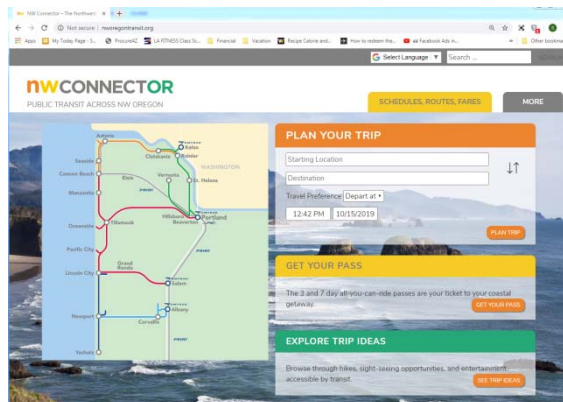 NW Connector – The Northwest
Not secure | nworegontransit.org
Apps
My Today Page - S...
ProcureAZ
LA FITNESS Class Sc...
Financial
Vacation
Recipe Calorie and...
How to redeem the...
Facebook Ads m...
Other bookma
Select Language ▼
Search ...
nwCONNECTOR
PUBLIC TRANSIT ACROSS NW OREGON
SCHEDULES, ROUTES, FARES
MORE
Astoria
Kelso
Clatskanie
Rainier
WASHINGTON
Seaside
Cannon Beach
Elsie
Vernonia
St. Helens
Manzanita
Hillsboro
Portland
Beaverton
Oceanside
Tillamook
Pacific City
Grand
Ronde
Lincoln City
Salem
Newport
Albany
Corvallis
Yachats
PLAN YOUR TRIP
Starting Location
Destination
Travel Preference: Depart at
12:42 PM
10/15/2019
PLAN TRIP
GET YOUR PASS
The 3 and 7 day all-you-can-ride passes are your ticket to your coastal
getaway.
GET YOUR PASS
EXPLORE TRIP IDEAS
Browse through hikes, sight-seeing opportunities, and entertainment
accessible by transit.
SEE TRIP IDEAS